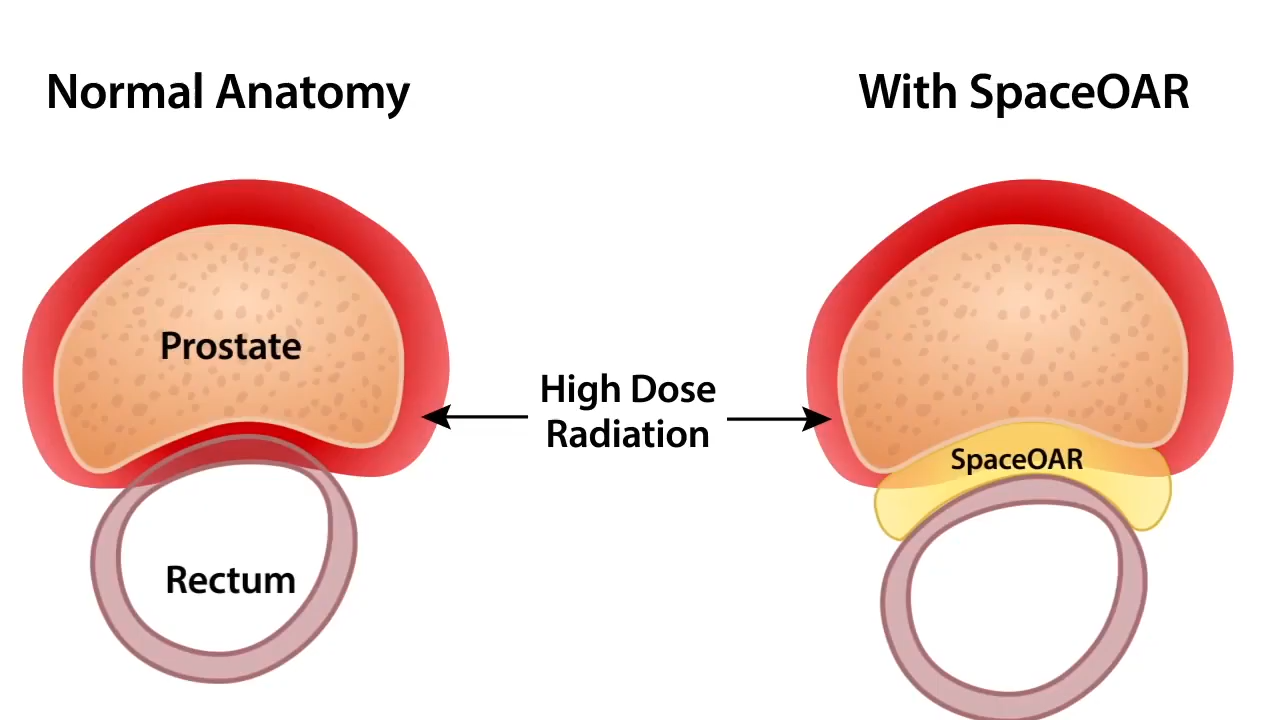 Normal Anatomy
With SpaceOAR
Prostate
High Dose
Radiation
SpaceOAR
Rectum